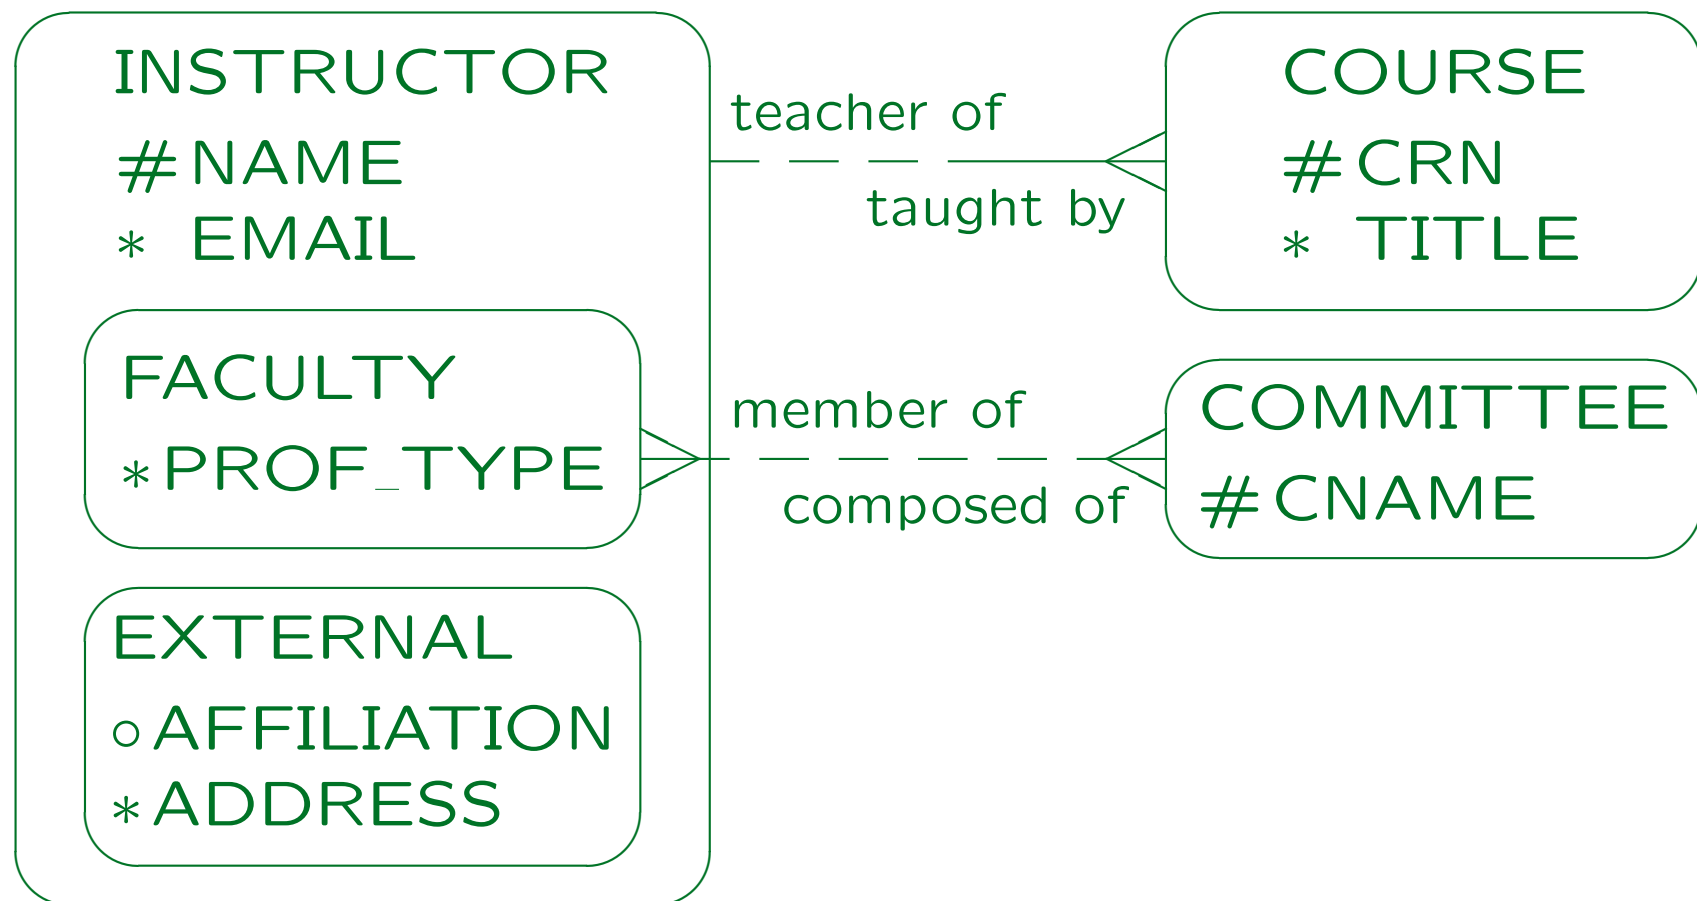 INSTRUCTOR
# NAME
* EMAIL
FACULTY
* PROF_TYPE
EXTERNAL
○ AFFILIATION
* ADDRESS
teacher of
taught by
member of
composed of
COURSE
# CRN
* TITLE
COMMITTEE
# CNAME